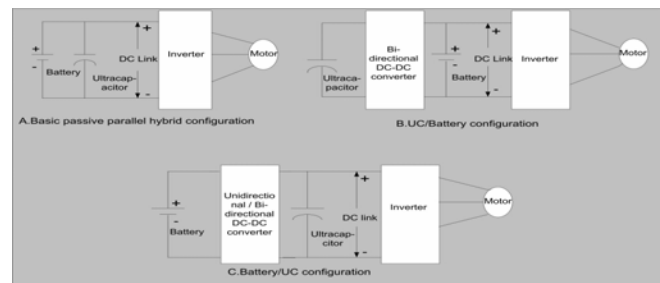 +
-
Battery
Ultracap-
acitor
+
DC Link
-
Inverter
Motor
A.Basic passive parallel hybrid configuration
Ultraca-
pacitor
Bi-
directional
DC-DC
converter
+
-
Battery
+
DC Link
-
Inverter
Motor
B.UC/Battery configuration
+
-
Battery
Unidirectio
nal / Bi-
directional
DC-DC
converter
Ultracap-
citor
+
DC link
-
Inverter
Motor
C.Battery/UC configuration